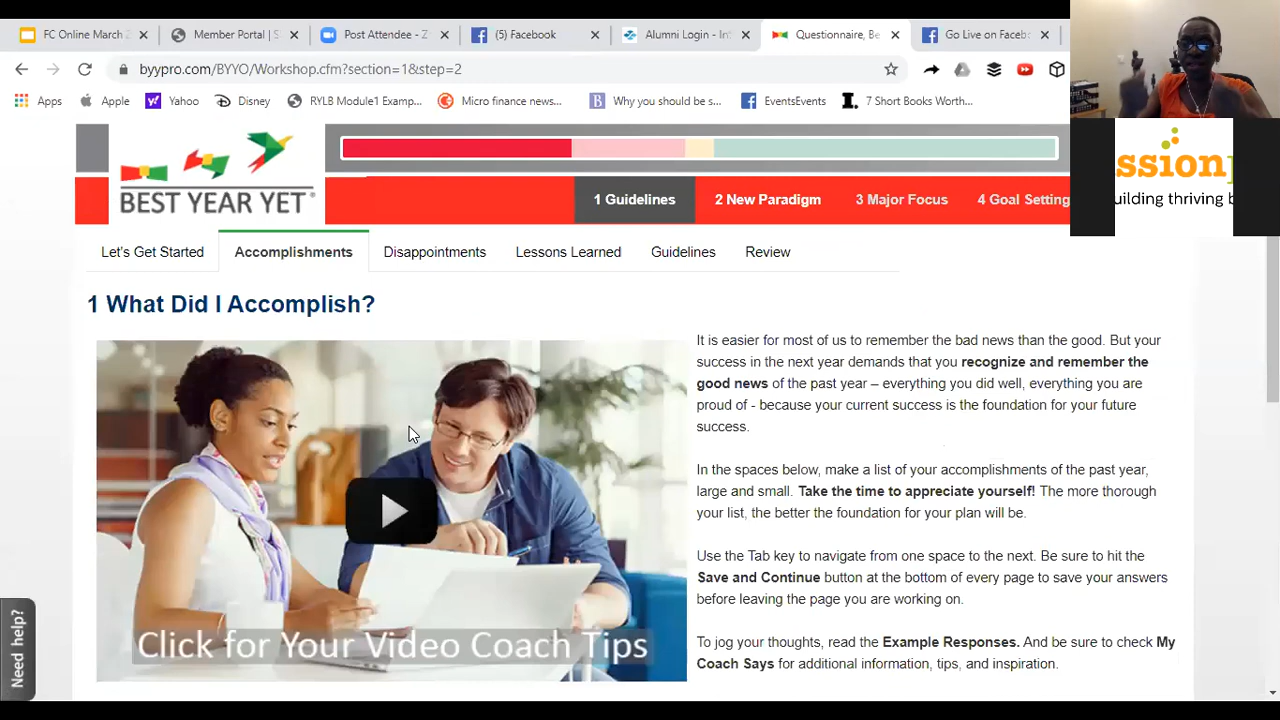 FC Online March 2
Member Portal | S
Post Attendee - Z
(5) Facebook
Alumni Login - Int
Questionnaire, Be
Go Live on Faceb
byypro.com/BYYO/Workshop.cfm?section=1&step=2
Apps
Apple
Yahoo
Disney
RYLB Module1 Examp...
Micro finance news...
Why you should be s...
EventsEvents
7 Short Books Worth...
ssion
uilding thriving b
BEST YEAR YET®
1 Guidelines
2 New Paradigm
3 Major Focus
4 Goal Setting
Let's Get Started
Accomplishments
Disappointments
Lessons Learned
Guidelines
Review
1 What Did I Accomplish?
It is easier for most of us to remember the bad news than the good. But your
success in the next year demands that you recognize and remember the
good news of the past year – everything you did well, everything you are
proud of - because your current success is the foundation for your future
success.
In the spaces below, make a list of your accomplishments of the past year,
large and small. Take the time to appreciate yourself! The more thorough
your list, the better the foundation for your plan will be.
Use the Tab key to navigate from one space to the next. Be sure to hit the
Save and Continue button at the bottom of every page to save your answers
before leaving the page you are working on.
To jog your thoughts, read the Example Responses. And be sure to check My
Coach Says for additional information, tips, and inspiration.
Click for Your Video Coach Tips
Need help?